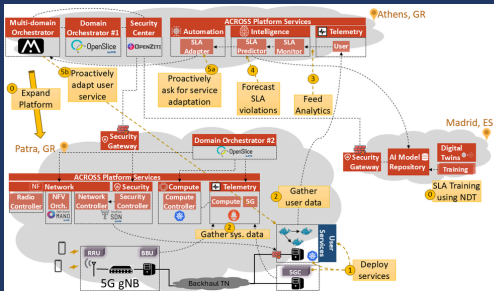 Athens, GR
ACROSS Platform Services
Multi-domain Orchestrator
Domain Orchestrator #1
Security Center
Automation
Intelligence
Telemetry
OpenSlice
OPENZITI
SLA Adapter
SLA Predictor
SLA Monitor
User
0
5b
5a
4
3
Expand Platform
Proactively adapt user service
Proactively ask for service adaptation
Forecast SLA violations
Feed Analytics
Madrid, ES
Patra, GR
Security Gateway
Domain Orchestrator #2
OpenSlice
Security Gateway
AI Model Repository
Digital Twins
Training
0
SLA Training using NDT
ACROSS Platform Services
NF Network
Security
Compute
Telemetry
Radio Controller
NFV Orch.
Network Controller
Security Controller
Compute Controller
Compute
5G
MANO
SDN
2
Gather user data
2
Gather sys. data
User Services
RRU
BBU
5G gNB
Backhaul TN
5GC
1
Deploy services